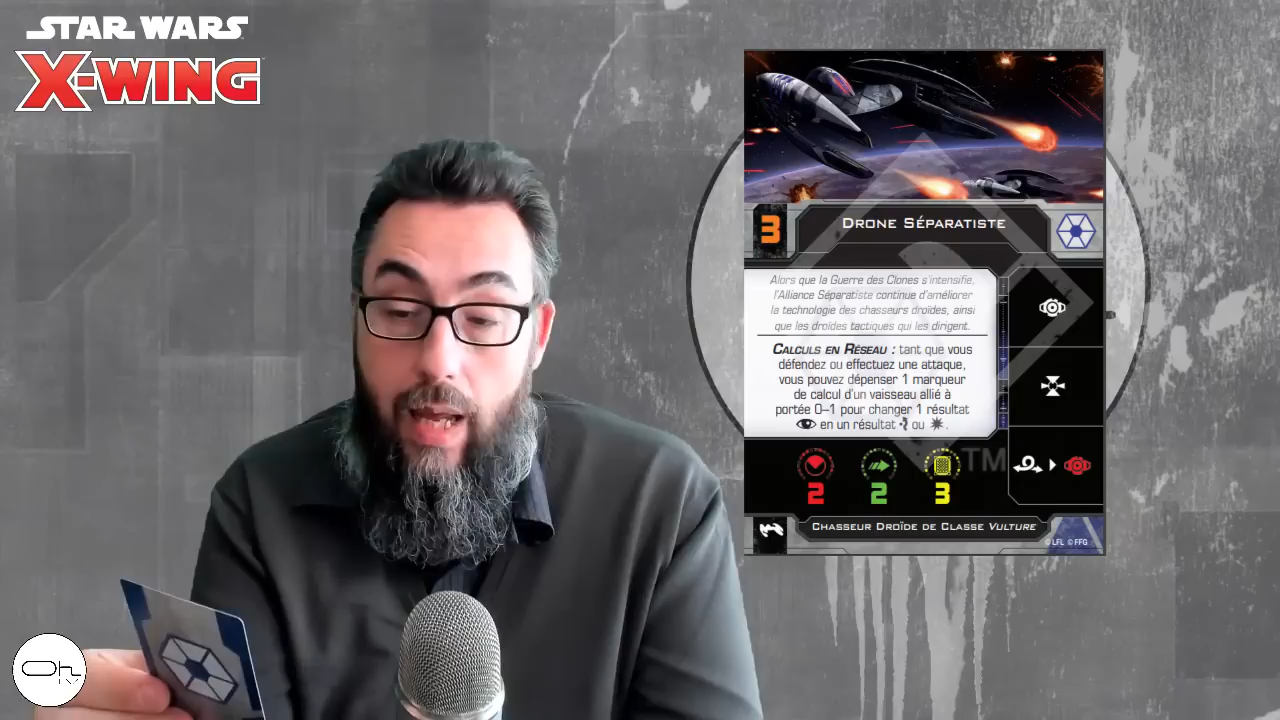 STAR WARS
X-WING
3
DRONE SÉPARATISTE
Alors que la Guerre des Clones s'intensifie,
l'Alliance Séparatiste continue d'améliorer
la technologie des chasseurs droïdes, ainsi
que les droïdes tactiques qui les dirigent.
CALCULS EN RÉSEAU : tant que vous
défendez ou effectuez une attaque,
vous pouvez dépenser 1 marqueur
de calcul d'un vaisseau allié à
portée 0–1 pour changer 1 résultat
en un résultat ou .
TM
2 2 3
CHASSEUR DROÏDE DE CLASSE VULTURE
© LFL © FFG